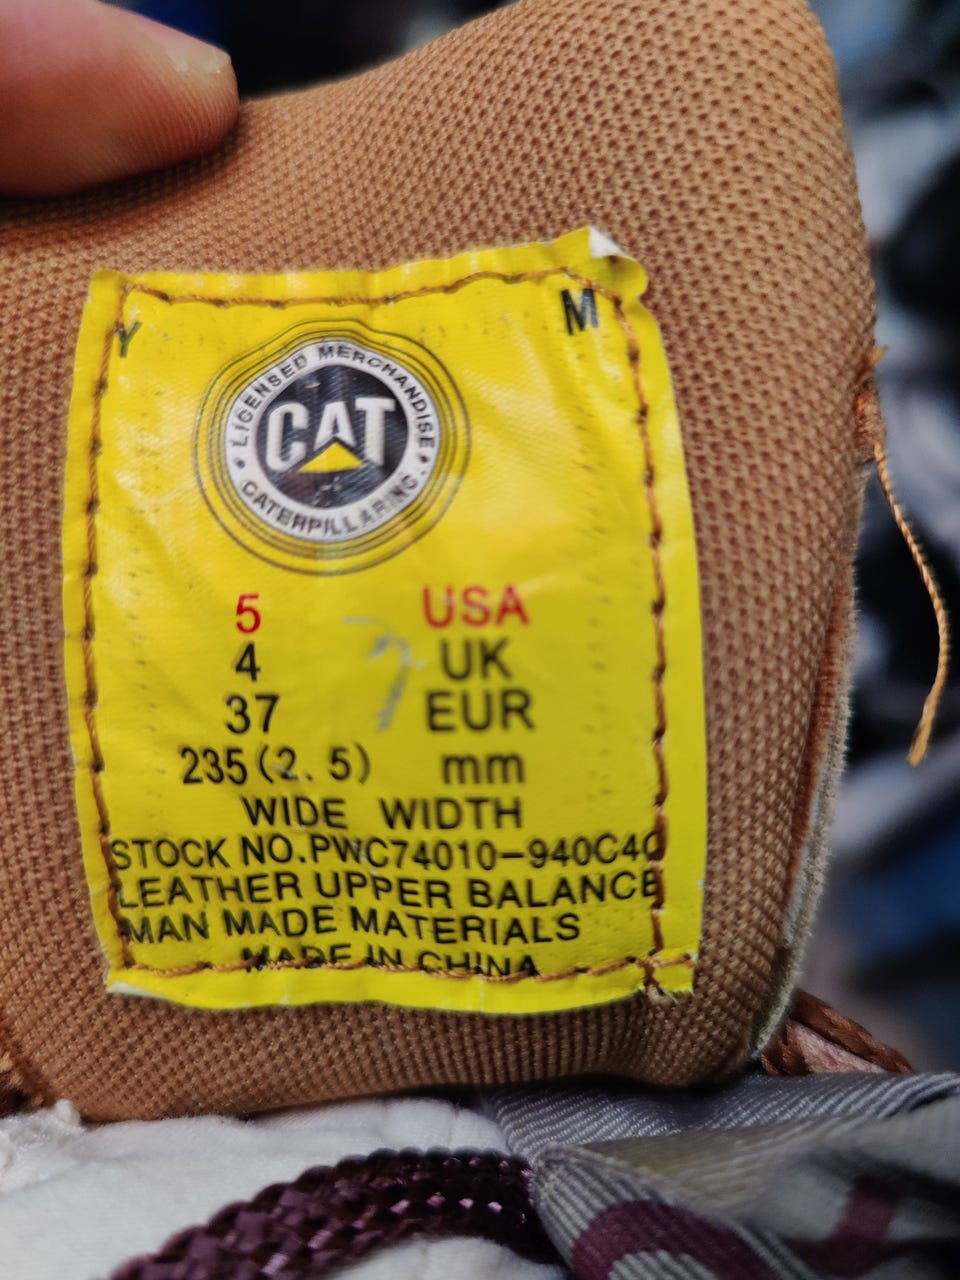 Y M
LICENSED MERCHANDISE
CAT
CATERPILLAR INC.
5 USA
4 UK
7
37 EUR
235(2.5) mm
WIDE WIDTH
STOCK NO.PWC74010-940C40
LEATHER UPPER BALANCE
MAN MADE MATERIALS
MADE IN CHINA